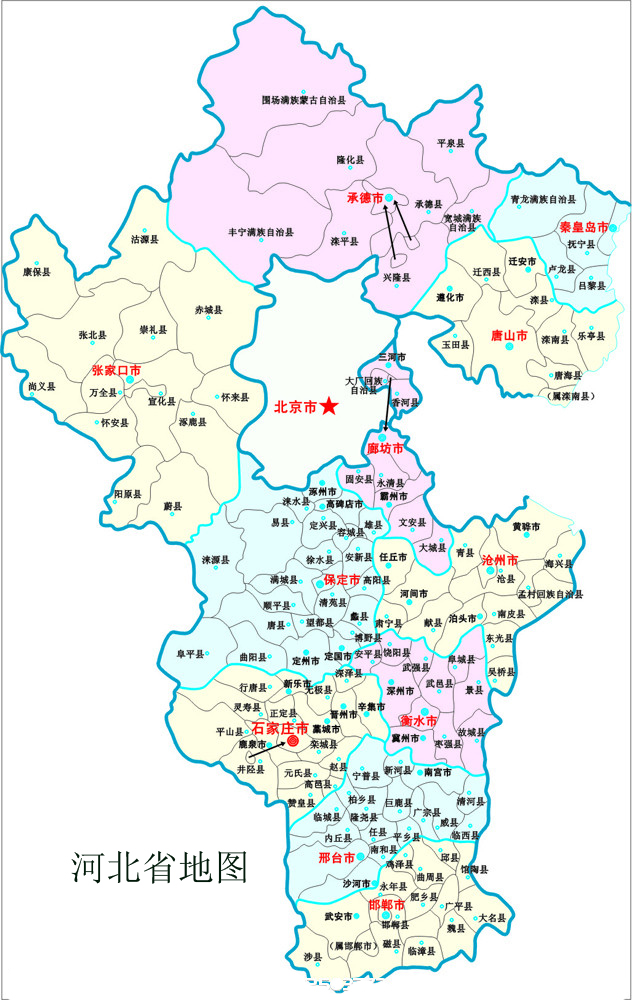 围场满族蒙古自治县
平泉县
隆化县
承德市
承德县
青龙满族自治县
宽城满族
自治县
秦皇岛市
丰宁满族自治县
滦平县
沽源县
抚宁县
康保县
迁安市
卢龙县
迁西县
兴隆县
昌黎县
遵化市
滦县
赤城县
崇礼县
张北县
唐山市
滦南县
乐亭县
玉田县
三河市
张家口市
唐海县
大厂回族
自治县
尚义县
万全县
宣化县
怀来县
（属滦南县）
香河县
北京市
涿鹿县
怀安县
廊坊市
固安县
永清县
涿州市
阳原县
蔚县
涞水县
高碑店市
霸州市
易县
定兴县
雄县
文安县
黄骅市
容城县
大城县
青县
涞源县
徐水县
安新县
任丘市
沧州市
海兴县
满城县
保定市
高阳县
沧县
孟村回族自治县
顺平县
清苑县
河间市
唐县
望都县
蠡县
肃宁县
献县
泊头市
南皮县
博野县
东光县
阜平县
曲阳县
定州市
定国市
安平县
饶阳县
武强县
阜城县
吴桥县
深泽县
行唐县
新乐市
无极县
深州市
武邑县
景县
灵寿县
正定县
晋州市
辛集市
衡水市
平山县
石家庄市
藁城市
鹿泉市
栾城县
冀州市
枣强县
故城县
井陉县
元氏县
赵县
高邑县
宁普县
新河县
南宫市
赞皇县
柏乡县
巨鹿县
清河县
临城县
隆尧县
广宗县
威县
内丘县
任县
平乡县
临西县
河北省地图
邢台市
南和县
鸡泽县
邱县
曲周县
馆陶县
沙河市
永年县
肥乡县
广平县
武安市
邯郸市
大名县
邯郸县
魏县
（属邯郸市）
磁县
临漳县
涉县